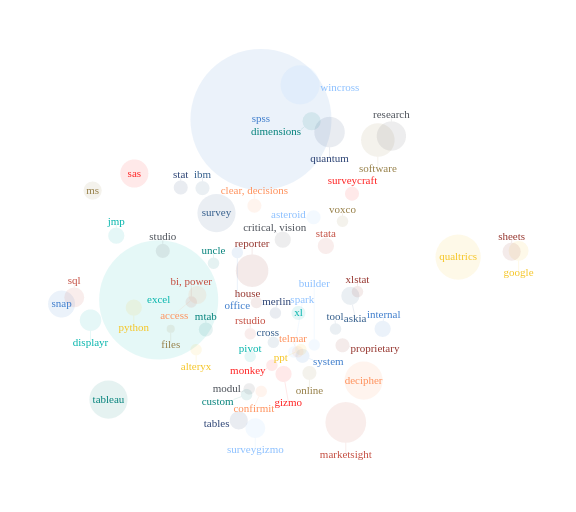 wincross
research
spss
dimensions
quantum
software
sas
stat
ibm
surveycraft
ms
clear, decisions
survey
asteroid
voxco
jmp
critical, vision
stata
studio
uncle
reporter
sheets
qualtrics
google
sql
bi, power
house
builder
xlstat
snap
excel
office
merlin
spark
access
mtab
xl
tool
askia
internal
python
rstudio
cross
displayr
files
pivot
telmar
proprietary
alteryx
monkey
ppt
system
modul
online
decipher
tableau
custom
confirmit
gizmo
tables
surveygizmo
marketsight